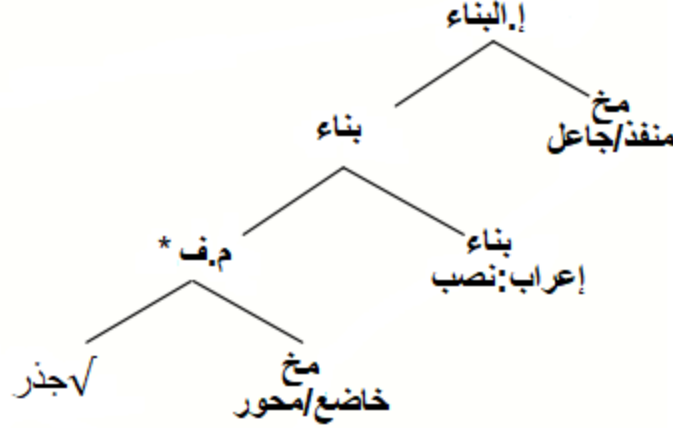 إ.البناء
مخ
منفذ/جاعل
بناء
بناء
إعراب:نصب
م.ف *
مخ
خاضع/محور
√جذر